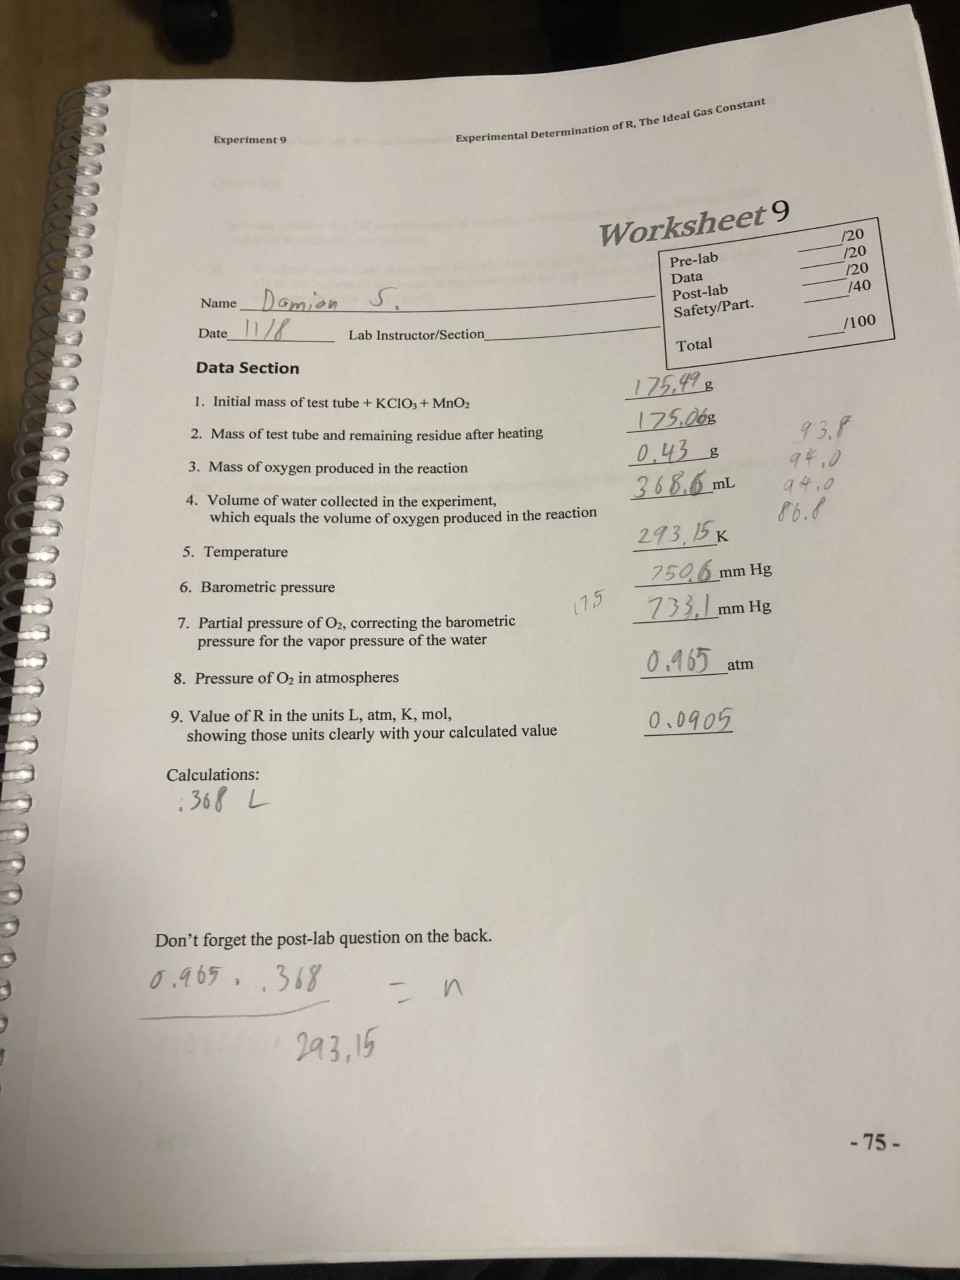 Experiment 9
Experimental Determination of R, The Ideal Gas Constant
Worksheet 9
Pre-lab /20
Data /20
Post-lab /20
Safety/Part. /40
Total /100
Name Damian S.
Date 11/8 Lab Instructor/Section
Data Section
1. Initial mass of test tube + KClO₃ + MnO₂ 175.49 g
2. Mass of test tube and remaining residue after heating 175.06 g
93.8
3. Mass of oxygen produced in the reaction 0.43 g
94.0
4. Volume of water collected in the experiment, 368.6 mL
94.0
which equals the volume of oxygen produced in the reaction
86.8
5. Temperature 293.15 K
6. Barometric pressure 750.6 mm Hg
17.5
7. Partial pressure of O₂, correcting the barometric 733.1 mm Hg
pressure for the vapor pressure of the water
8. Pressure of O₂ in atmospheres 0.965 atm
9. Value of R in the units L, atm, K, mol,
showing those units clearly with your calculated value 0.0905
Calculations:
.368 L
Don't forget the post-lab question on the back.
0.965 . .368 = n
293.15
- 75 -